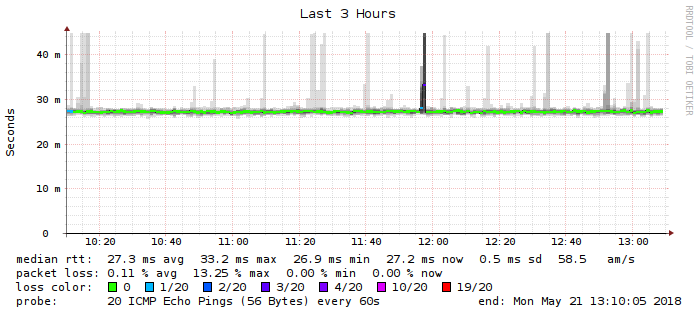 Last 3 Hours
RRDTOOL / TOBI OETIKER
Seconds
40 m
30 m
20 m
10 m
0
10:20 10:40 11:00 11:20 11:40 12:00 12:20 12:40 13:00
median rtt: 27.3 ms avg 33.2 ms max 26.9 ms min 27.2 ms now 0.5 ms sd 58.5 am/s
packet loss: 0.11 % avg 13.25 % max 0.00 % min 0.00 % now
loss color: 0 1/20 2/20 3/20 4/20 10/20 19/20
probe: 20 ICMP Echo Pings (56 Bytes) every 60s end: Mon May 21 13:10:05 2018